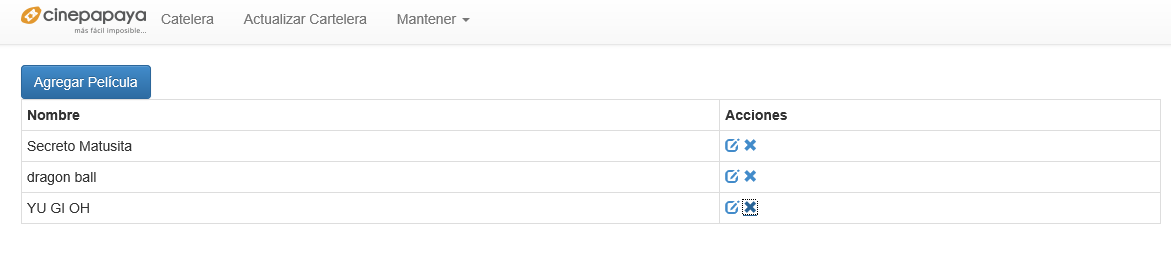 cinepapaya Catelera Actualizar Cartelera Mantener
más fácil imposible...
Agregar Película
Nombre Acciones
Secreto Matusita
dragon ball
YU GI OH